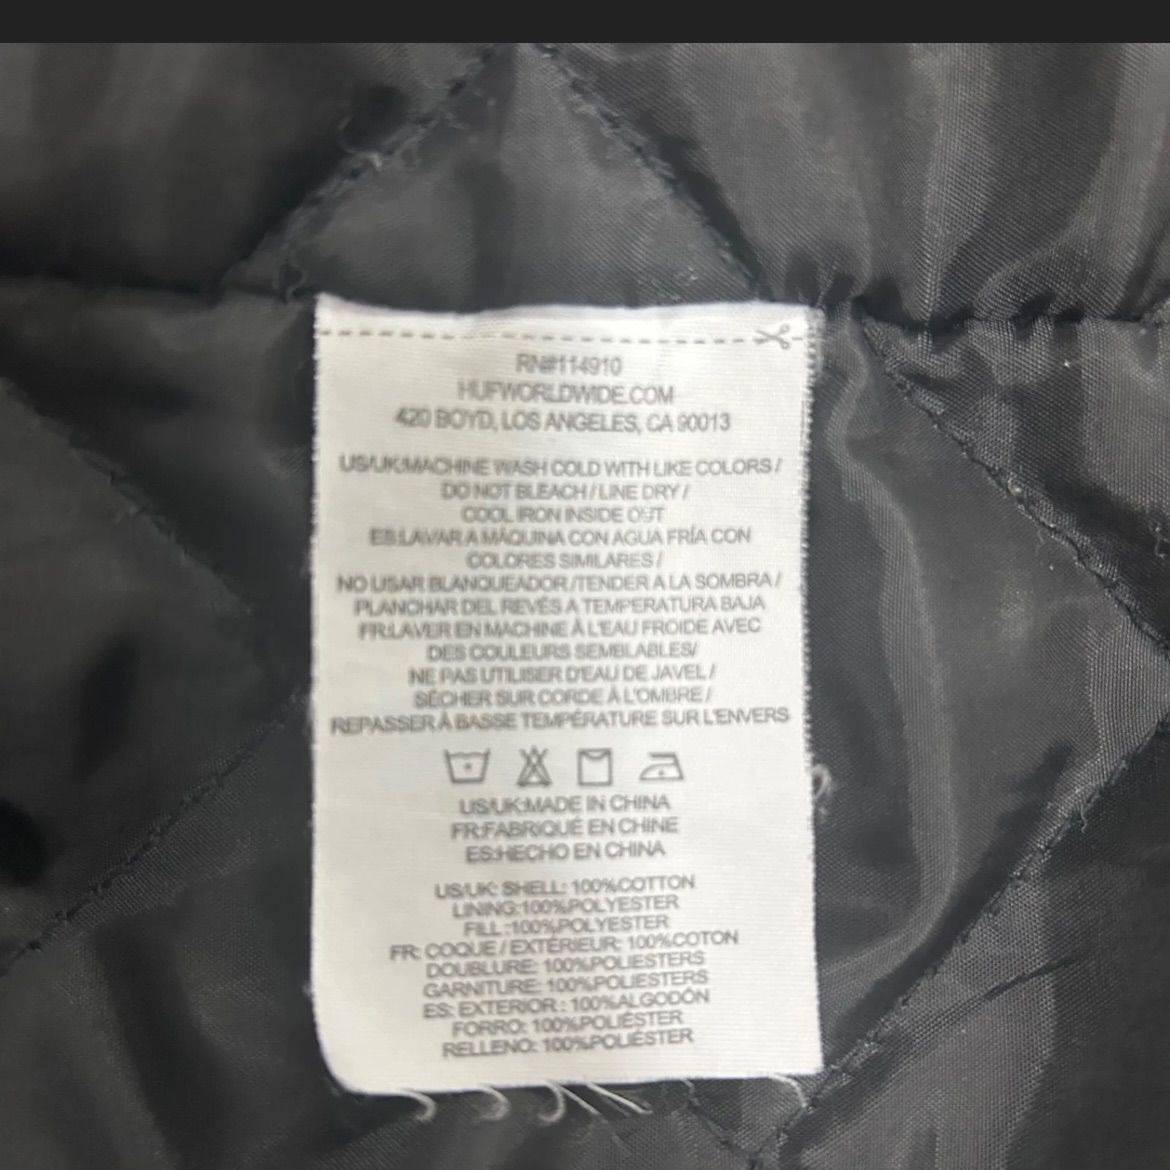 RN#114910
HUFWORLDWIDE.COM
420 BOYD, LOS ANGELES, CA 90013
US/UK:MACHINE WASH COLD WITH LIKE COLORS /
DO NOT BLEACH / LINE DRY /
COOL IRON INSIDE OUT
ES:LAVAR A MÁQUINA CON AGUA FRÍA CON
COLORES SIMILARES /
NO USAR BLANQUEADOR /TENDER A LA SOMBRA /
PLANCHAR DEL REVÉS A TEMPERATURA BAJA
FR:LAVER EN MACHINE À L'EAU FROIDE AVEC
DES COULEURS SEMBLABLES/
NE PAS UTILISER D'EAU DE JAVEL /
SÉCHER SUR CORDE À L'OMBRE /
REPASSER À BASSE TEMPÉRATURE SUR L'ENVERS
US/UK:MADE IN CHINA
FR:FABRIQUÉ EN CHINE
ES:HECHO EN CHINA
US/UK: SHELL: 100%COTTON
LINING:100%POLYESTER
FILL :100%POLYESTER
FR: COQUE / EXTÉRIEUR: 100%COTON
DOUBLURE: 100%POLIESTERS
GARNITURE: 100%POLIESTERS
ES: EXTERIOR : 100%ALGODÓN
FORRO: 100%POLIÉSTER
RELLENO: 100%POLIÉSTER